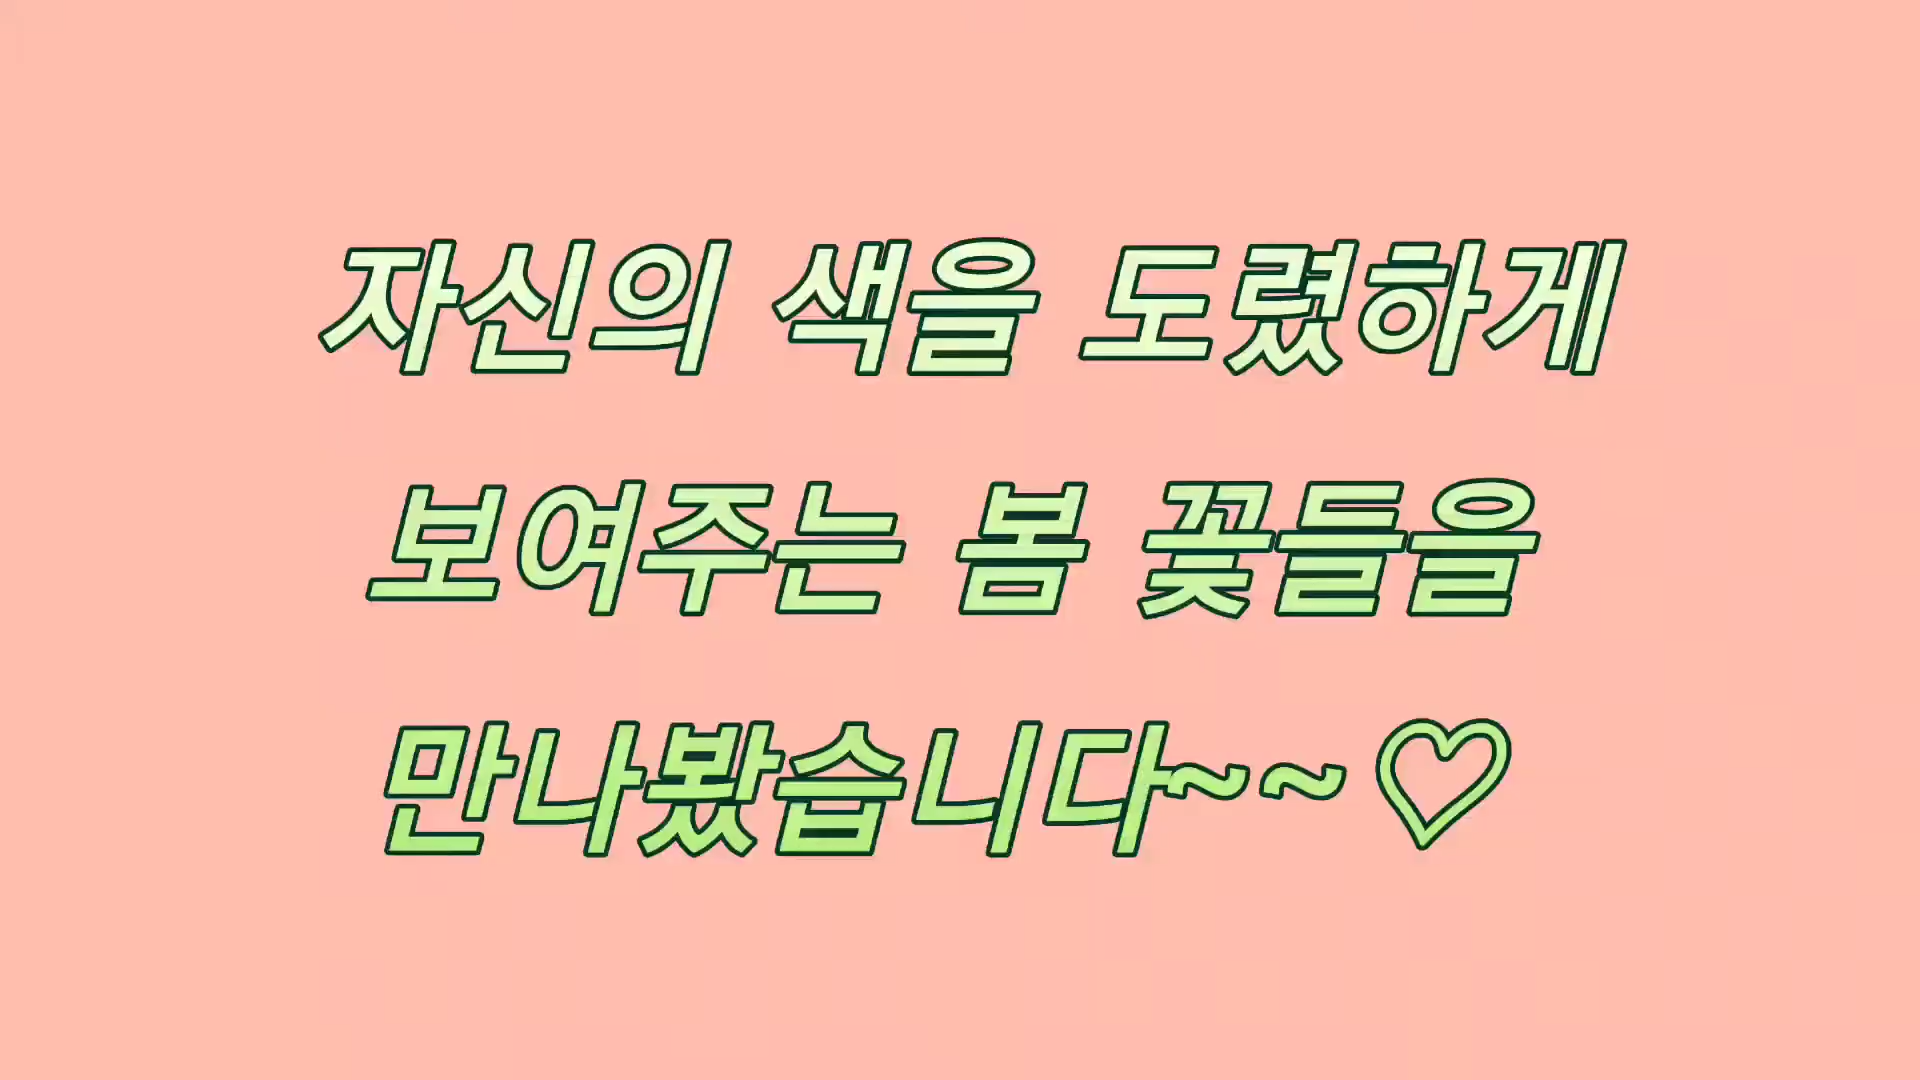 자신의 색을 도렸하게
보여주는 봄 꽃들을
만나봤습니다~~♡